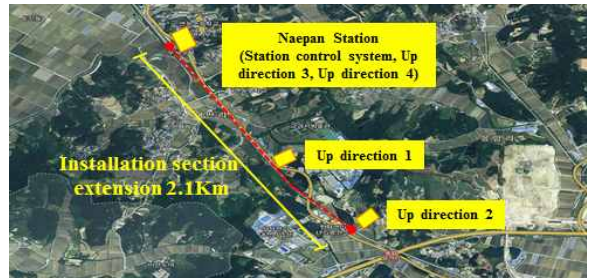 Naepan Station
(Station control system, Up
direction 3, Up direction 4)
Up direction 1
Installation section
extension 2.1Km
Up direction 2